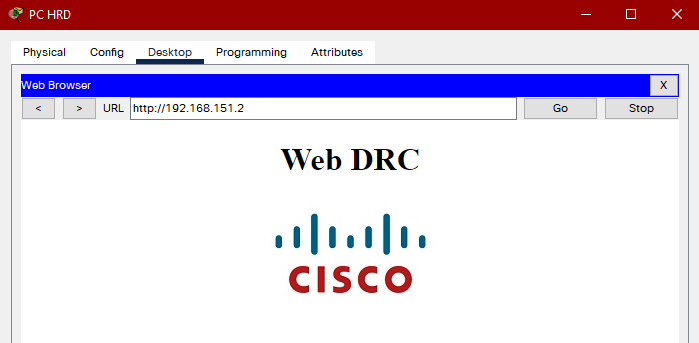 PC HRD
Physical Config Desktop Programming Attributes
Web Browser X
< > URL http://192.168.151.2 Go Stop
Web DRC
CISCO